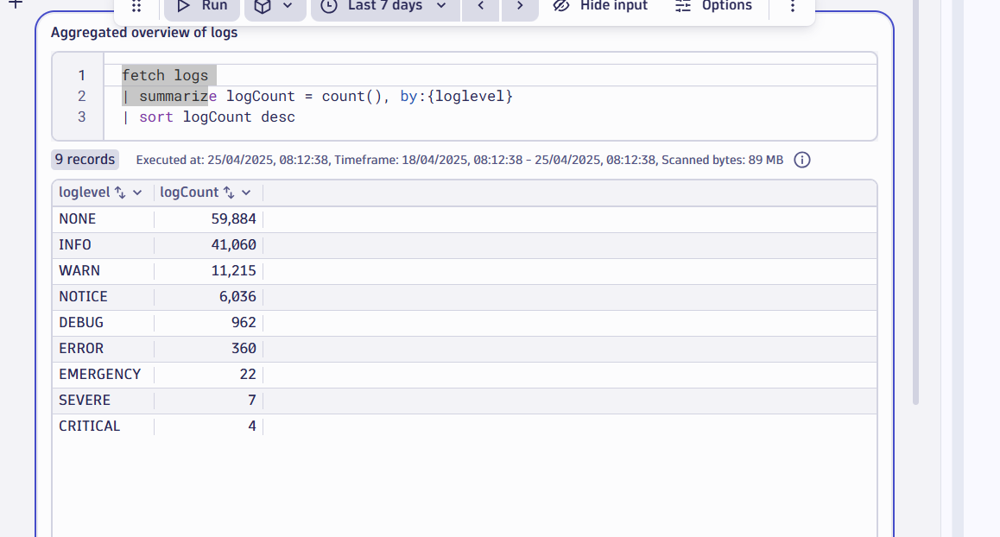 Run Last 7 days Hide input Options
Aggregated overview of logs
1 fetch logs
2 | summarize logCount = count(), by:{loglevel}
3 | sort logCount desc
9 records Executed at: 25/04/2025, 08:12:38, Timeframe: 18/04/2025, 08:12:38 – 25/04/2025, 08:12:38, Scanned bytes: 89 MB
loglevel logCount
NONE 59,884
INFO 41,060
WARN 11,215
NOTICE 6,036
DEBUG 962
ERROR 360
EMERGENCY 22
SEVERE 7
CRITICAL 4